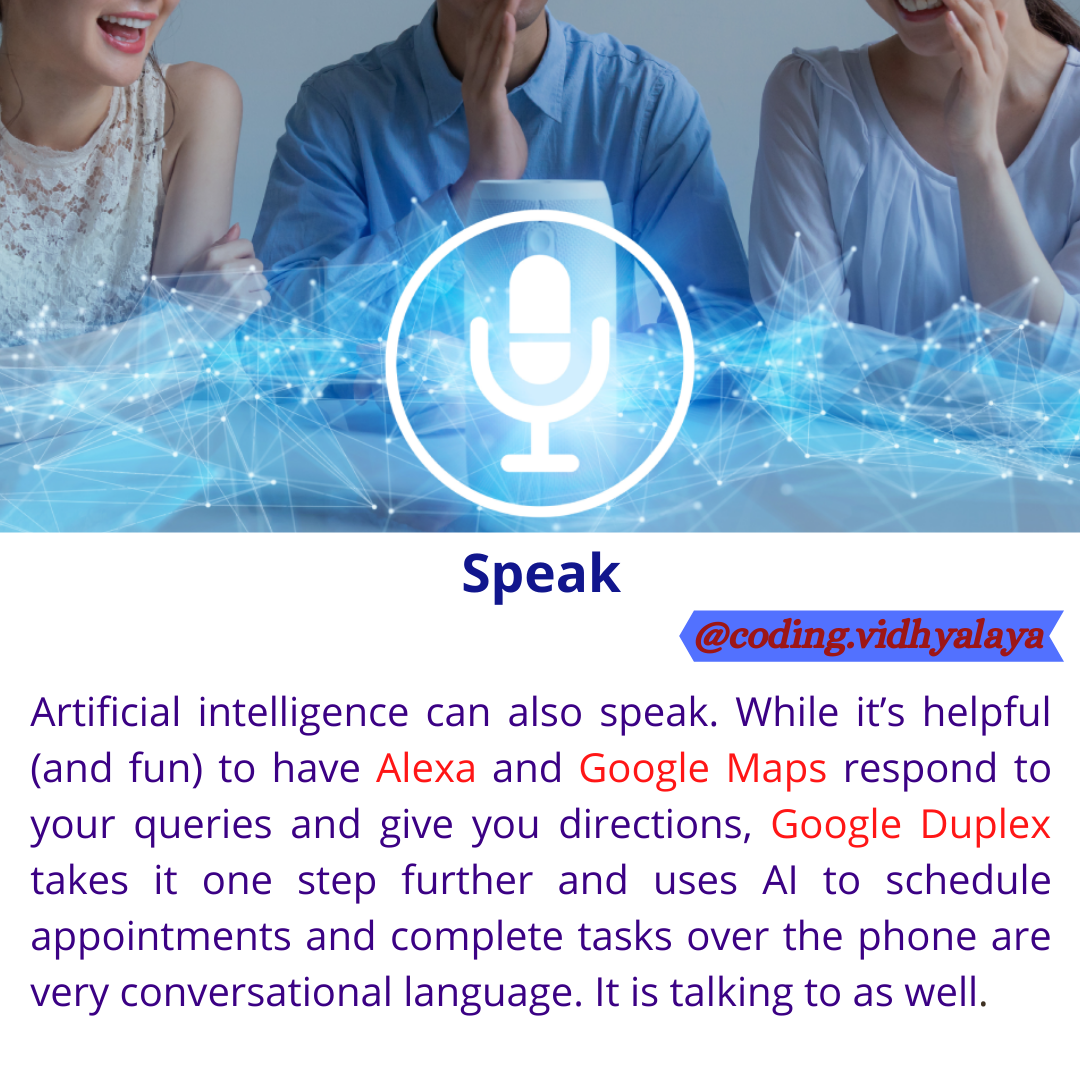 Speak
@coding.vidhyalaya
Artificial intelligence can also speak. While it’s helpful
(and fun) to have Alexa and Google Maps respond to
your queries and give you directions, Google Duplex
takes it one step further and uses AI to schedule
appointments and complete tasks over the phone are
very conversational language. It is talking to as well.